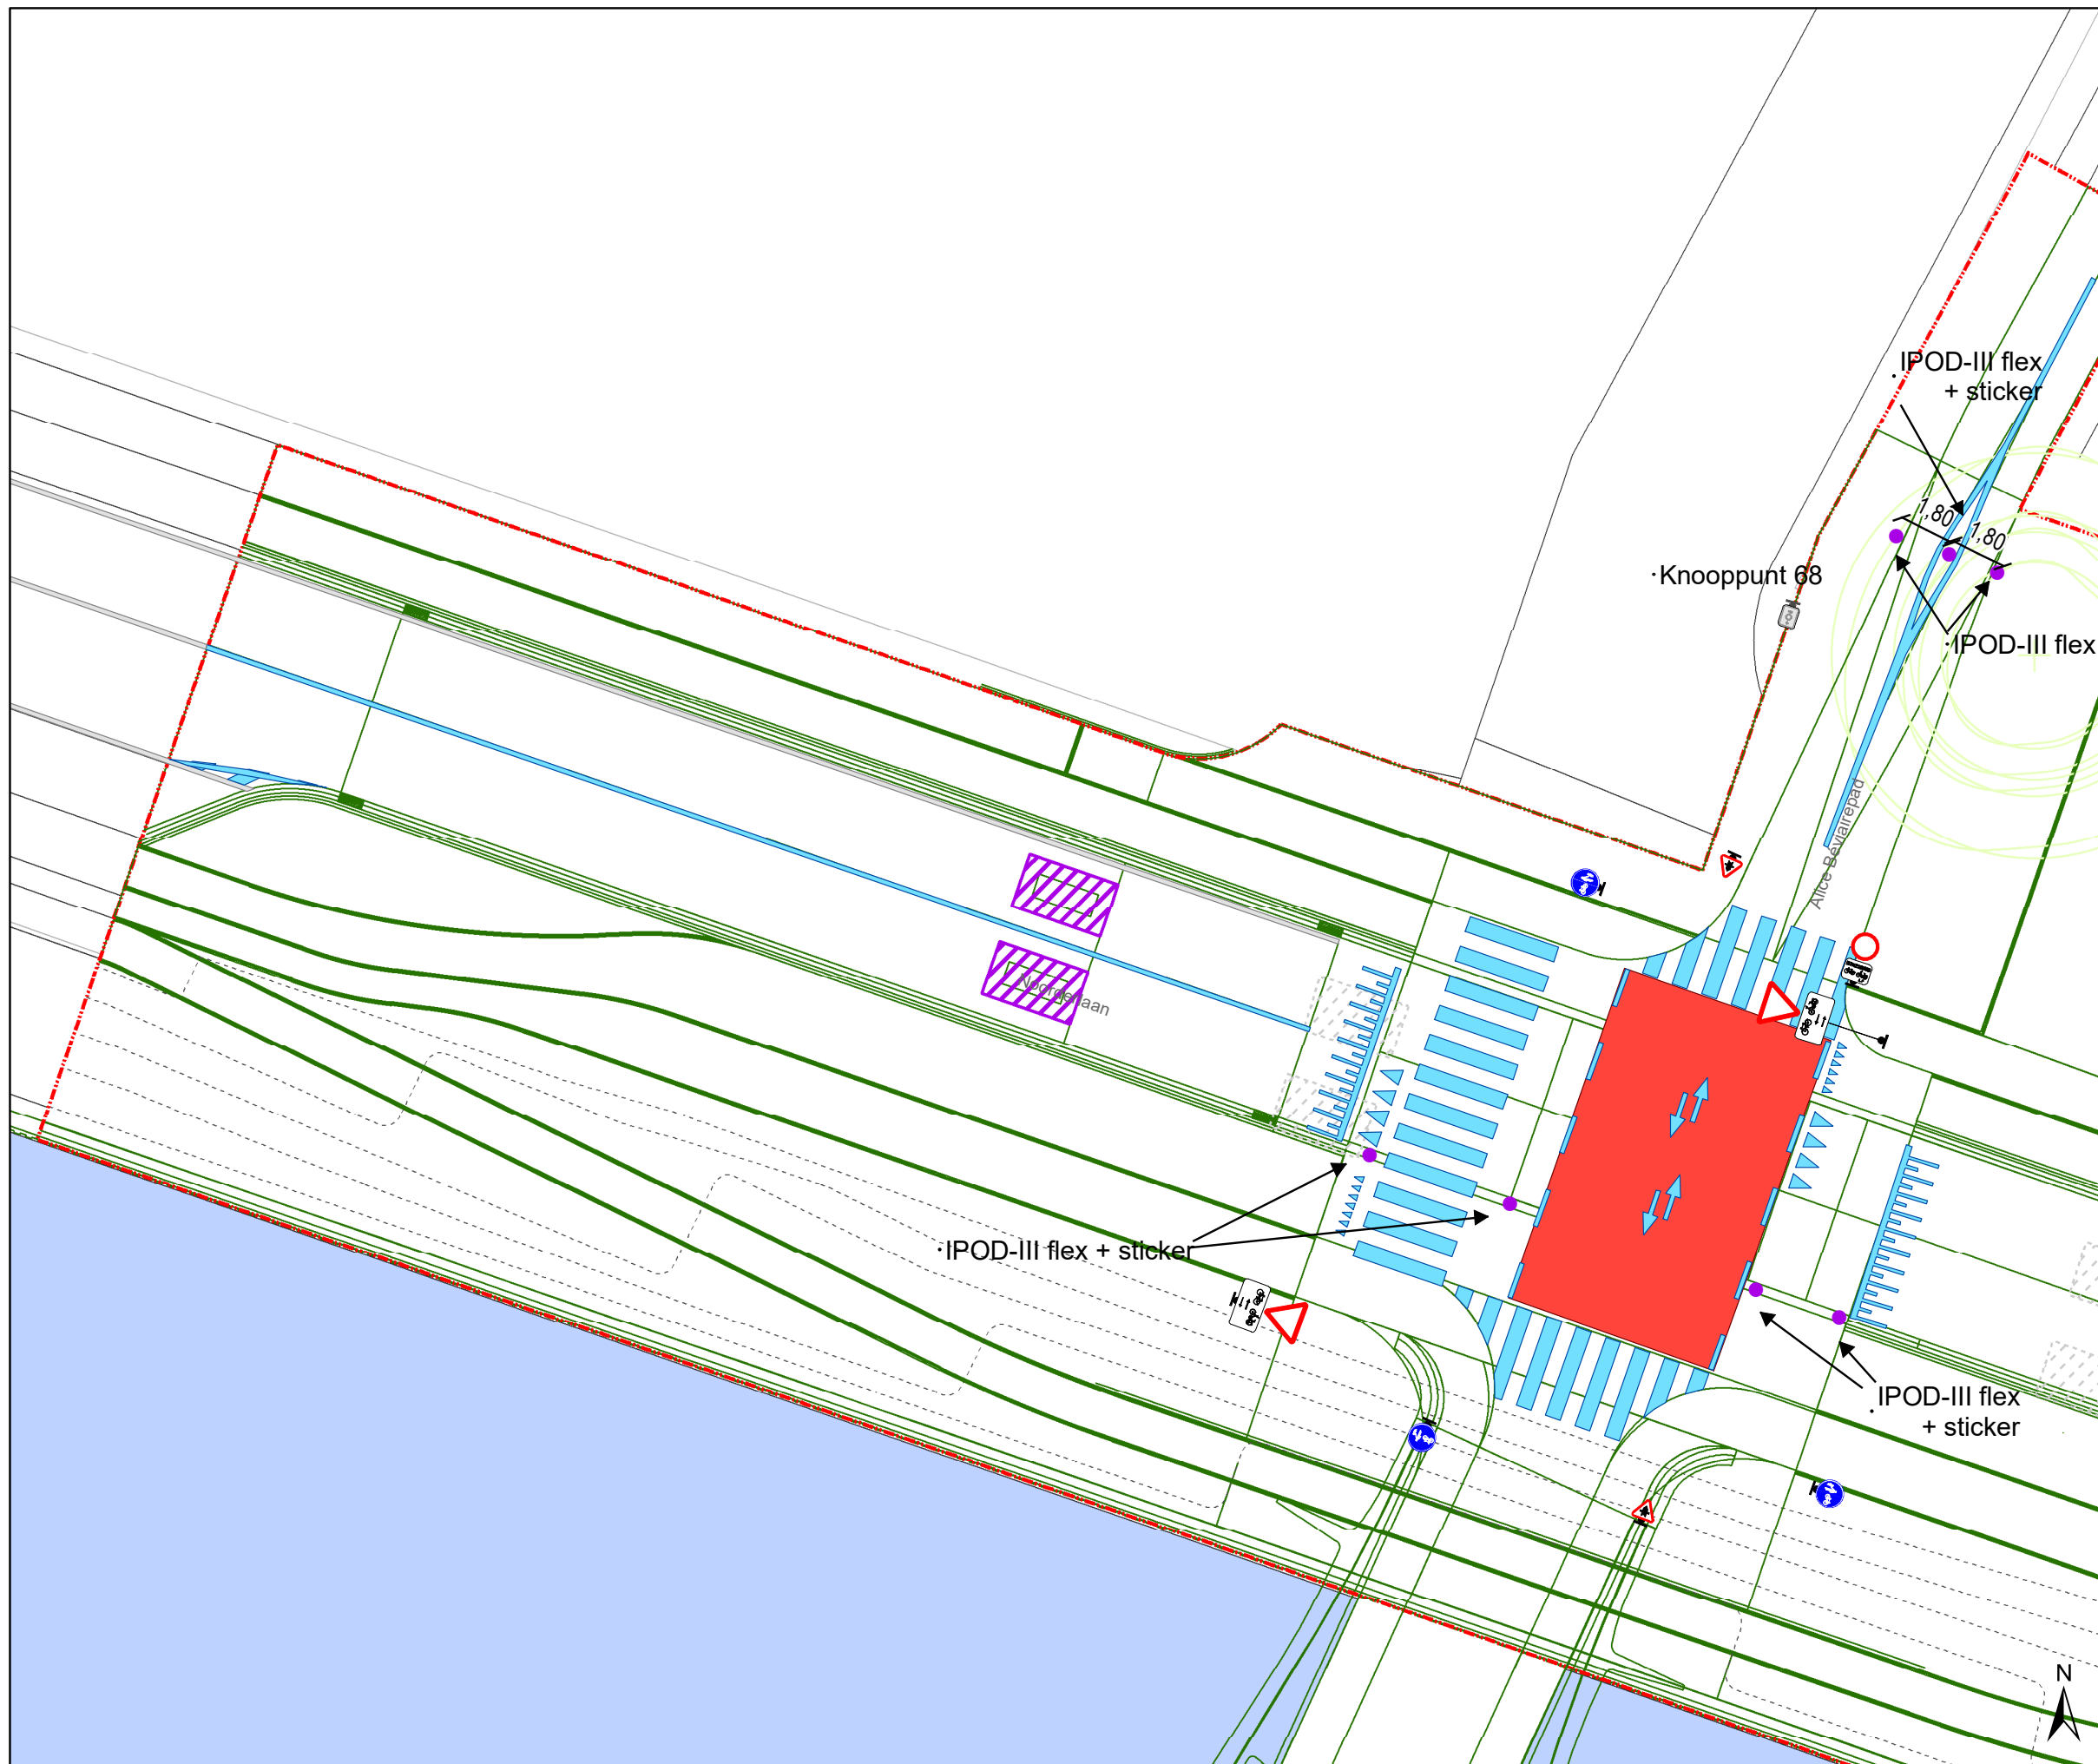 IPOD-III flex
+ sticker
1,80
1,80
Knooppunt 68
IPOD-III flex
Alice Beviairepad
Noorderlaan
IPOD-III flex + sticker
IPOD-III flex
+ sticker
N